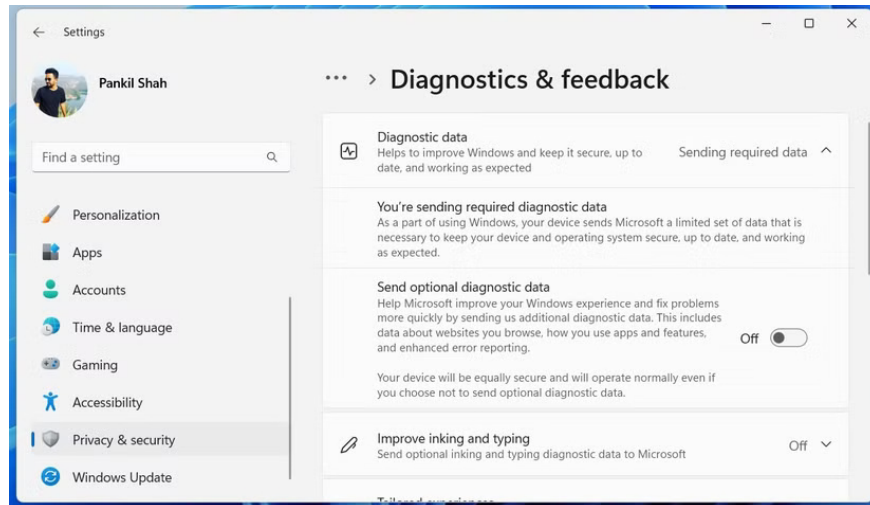 Settings
Pankil Shah
Find a setting
Personalization
Apps
Accounts
Time & language
Gaming
Accessibility
Privacy & security
Windows Update
Diagnostics & feedback
Diagnostic data
Helps to improve Windows and keep it secure, up to
date, and working as expected
Sending required data
You're sending required diagnostic data
As a part of using Windows, your device sends Microsoft a limited set of data that is
necessary to keep your device and operating system secure, up to date, and working
as expected.
Send optional diagnostic data
Help Microsoft improve your Windows experience and fix problems
more quickly by sending us additional diagnostic data. This includes
data about websites you browse, how you use apps and features,
and enhanced error reporting.
Off
Your device will be equally secure and will operate normally even if
you choose not to send optional diagnostic data.
Improve inking and typing
Send optional inking and typing diagnostic data to Microsoft
Off
Tailored experiences